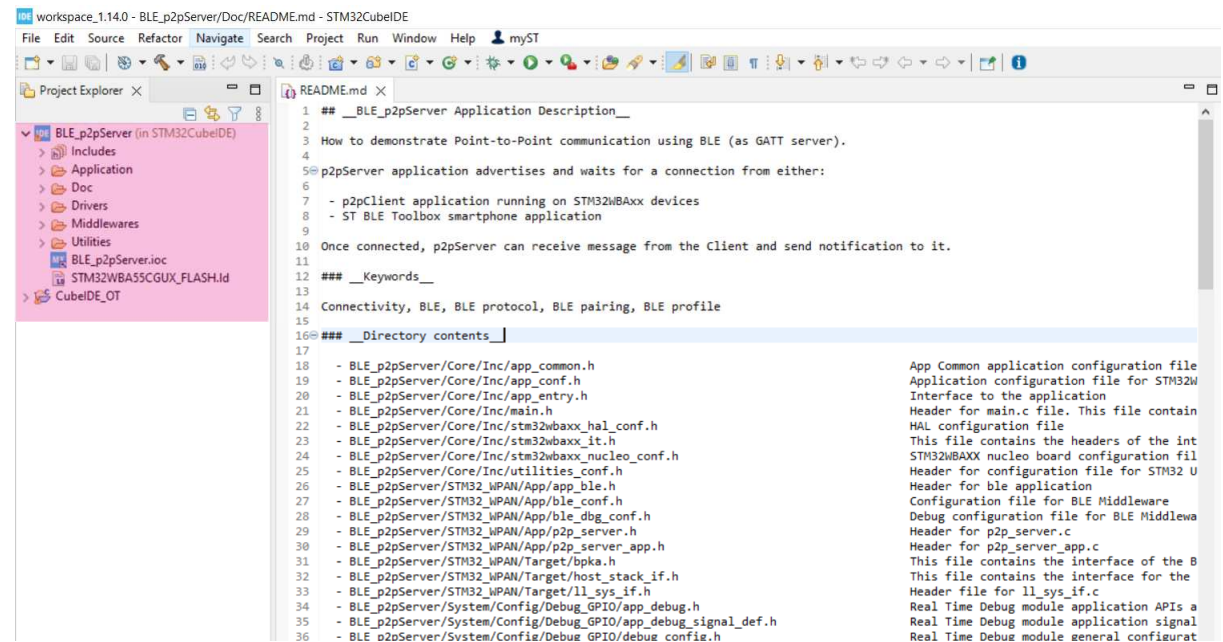 workspace_1.14.0 - BLE_p2pServer/Doc/README.md - STM32CubeIDE
File Edit Source Refactor Navigate Search Project Run Window Help myST
Project Explorer
README.md
BLE_p2pServer (in STM32CubeIDE)
Includes
Application
Doc
Drivers
Middlewares
Utilities
BLE_p2pServer.ioc
STM32WBA55CGUX_FLASH.ld
CubeIDE_OT
1 ## __BLE_p2pServer Application Description__
2
3 How to demonstrate Point-to-Point communication using BLE (as GATT server).
4
5 p2pServer application advertises and waits for a connection from either:
6
7 - p2pClient application running on STM32WBAxx devices
8 - ST BLE Toolbox smartphone application
9
10 Once connected, p2pServer can receive message from the Client and send notification to it.
11
12 ### __Keywords__
13
14 Connectivity, BLE, BLE protocol, BLE pairing, BLE profile
15
16 ### __Directory contents__
17
18 - BLE_p2pServer/Core/Inc/app_common.h App Common application configuration file
19 - BLE_p2pServer/Core/Inc/app_conf.h Application configuration file for STM32W
20 - BLE_p2pServer/Core/Inc/app_entry.h Interface to the application
21 - BLE_p2pServer/Core/Inc/main.h Header for main.c file. This file contain
22 - BLE_p2pServer/Core/Inc/stm32wbaxx_hal_conf.h HAL configuration file
23 - BLE_p2pServer/Core/Inc/stm32wbaxx_it.h This file contains the headers of the int
24 - BLE_p2pServer/Core/Inc/stm32wbaxx_nucleo_conf.h STM32WBAXX nucleo board configuration fil
25 - BLE_p2pServer/Core/Inc/utilities_conf.h Header for configuration file for STM32 U
26 - BLE_p2pServer/STM32_WPAN/App/app_ble.h Header for ble application
27 - BLE_p2pServer/STM32_WPAN/App/ble_conf.h Configuration file for BLE Middleware
28 - BLE_p2pServer/STM32_WPAN/App/ble_dbg_conf.h Debug configuration file for BLE Middlewa
29 - BLE_p2pServer/STM32_WPAN/App/p2p_server.h Header for p2p_server.c
30 - BLE_p2pServer/STM32_WPAN/App/p2p_server_app.h Header for p2p_server_app.c
31 - BLE_p2pServer/STM32_WPAN/Target/bpka.h This file contains the interface of the B
32 - BLE_p2pServer/STM32_WPAN/Target/host_stack_if.h This file contains the interface for the
33 - BLE_p2pServer/STM32_WPAN/Target/ll_sys_if.h Header file for ll_sys_if.c
34 - BLE_p2pServer/System/Config/Debug_GPIO/app_debug.h Real Time Debug module application APIs a
35 - BLE_p2pServer/System/Config/Debug_GPIO/app_debug_signal_def.h Real Time Debug module application signal
36 - BLE_p2pServer/System/Config/Debug_GPIO/debug_config.h Real Time Debug module general configurat